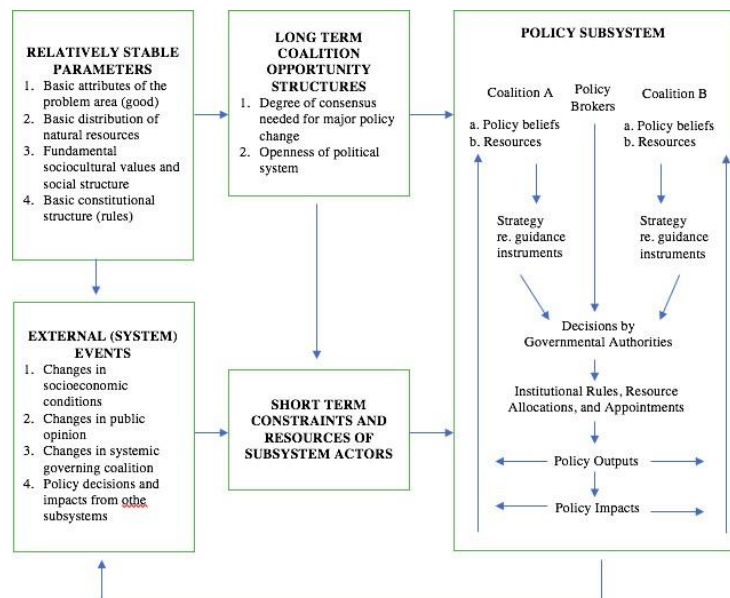 RELATIVELY STABLE
PARAMETERS
1. Basic attributes of the
problem area (good)
2. Basic distribution of
natural resources
3. Fundamental
sociocultural values and
social structure
4. Basic constitutional
structure (rules)
LONG TERM
COALITION
OPPORTUNITY
STRUCTURES
1. Degree of consensus
needed for major policy
change
2. Openness of political
system
POLICY SUBSYSTEM
Coalition A
a. Policy beliefs
b. Resources
Policy
Brokers
Coalition B
a. Policy beliefs
b. Resources
Strategy
re. guidance
instruments
Strategy
re. guidance
instruments
Decisions by
Governmental Authorities
Institutional Rules, Resource
Allocations, and Appointments
Policy Outputs
Policy Impacts
EXTERNAL (SYSTEM)
EVENTS
1. Changes in
socioeconomic
conditions
2. Changes in public
opinion
3. Changes in systemic
governing coalition
4. Policy decisions and
impacts from othe
subsystems
SHORT TERM
CONSTRAINTS AND
RESOURCES OF
SUBSYSTEM ACTORS